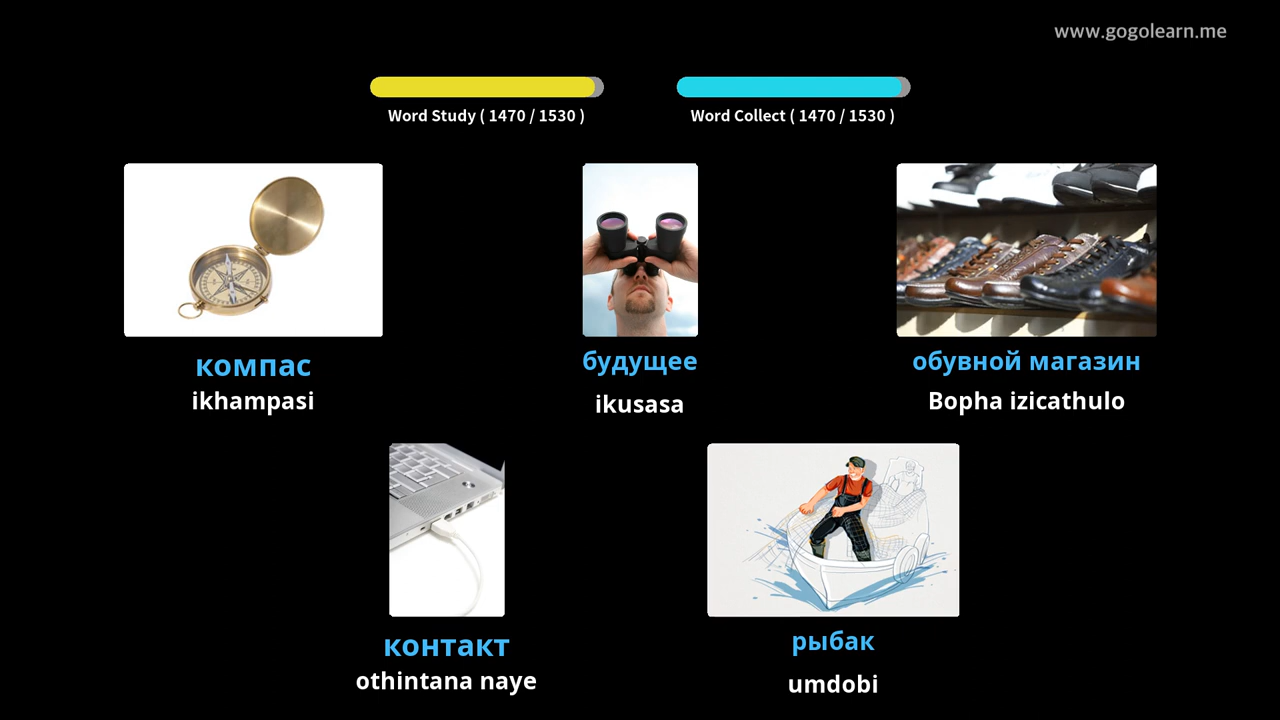 www.gogolearn.me
Word Study ( 1470 / 1530 )
Word Collect ( 1470 / 1530 )
компас
ikhampasi
будущее
ikusasa
обувной магазин
Bopha izicathulo
контакт
othintana naye
рыбак
umdobi